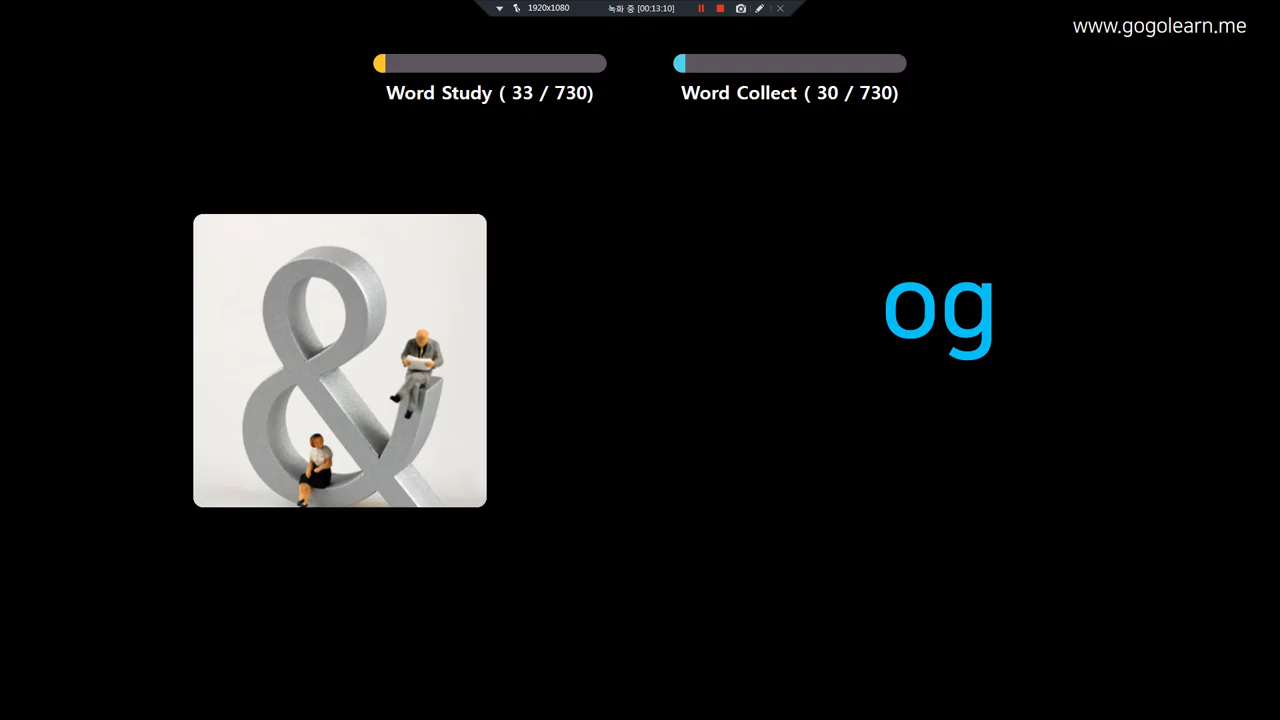 1920x1080
녹화 중 [00:13:10]
www.gogolearn.me
Word Study ( 33 / 730)
Word Collect ( 30 / 730)
&
og